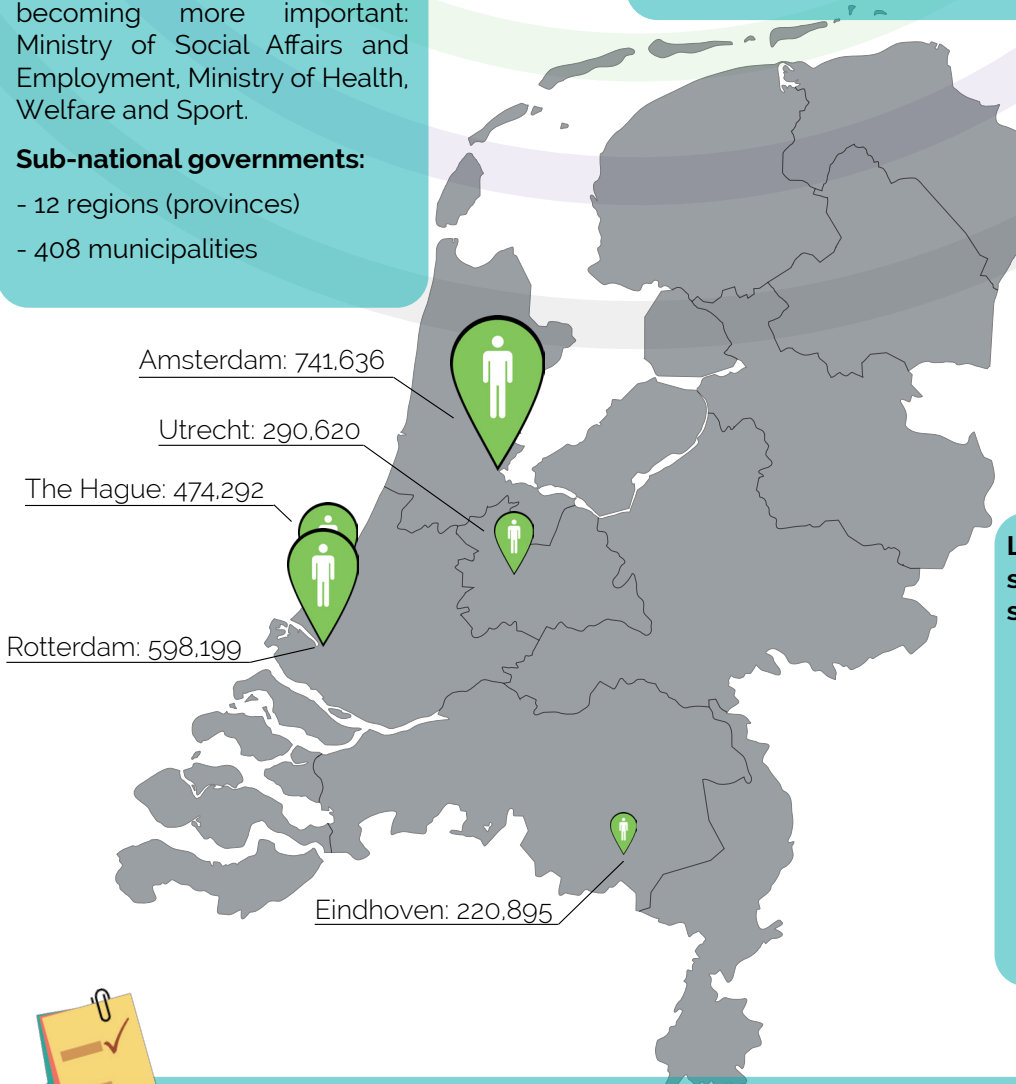 becoming more important:
Ministry of Social Affairs and
Employment, Ministry of Health,
Welfare and Sport.
Sub-national governments:
- 12 regions (provinces)
- 408 municipalities
Amsterdam: 741,636
Utrecht: 290,620
The Hague: 474,292
Rotterdam: 598,199
Eindhoven: 220,895